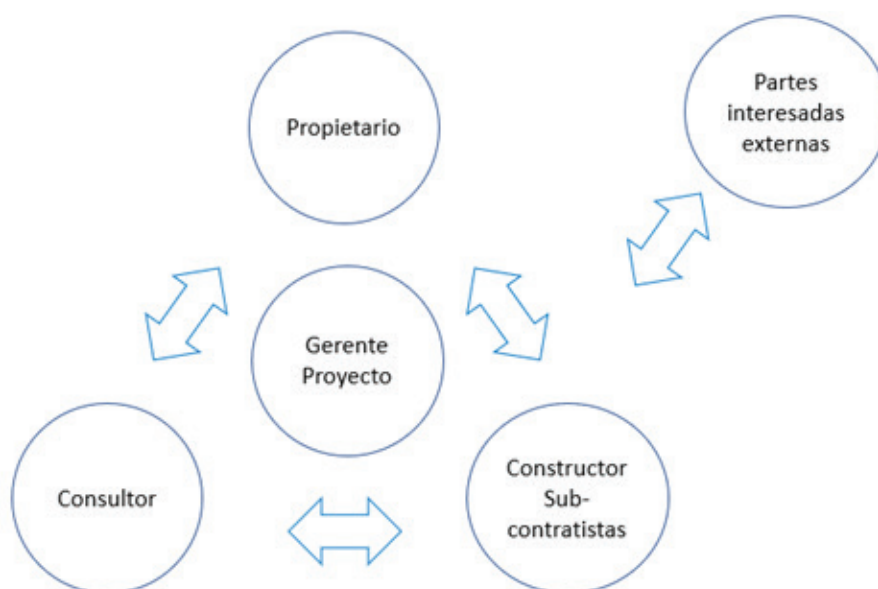 Propietario
Partes
interesadas
externas
Gerente
Proyecto
Consultor
Constructor
Sub-
contratistas